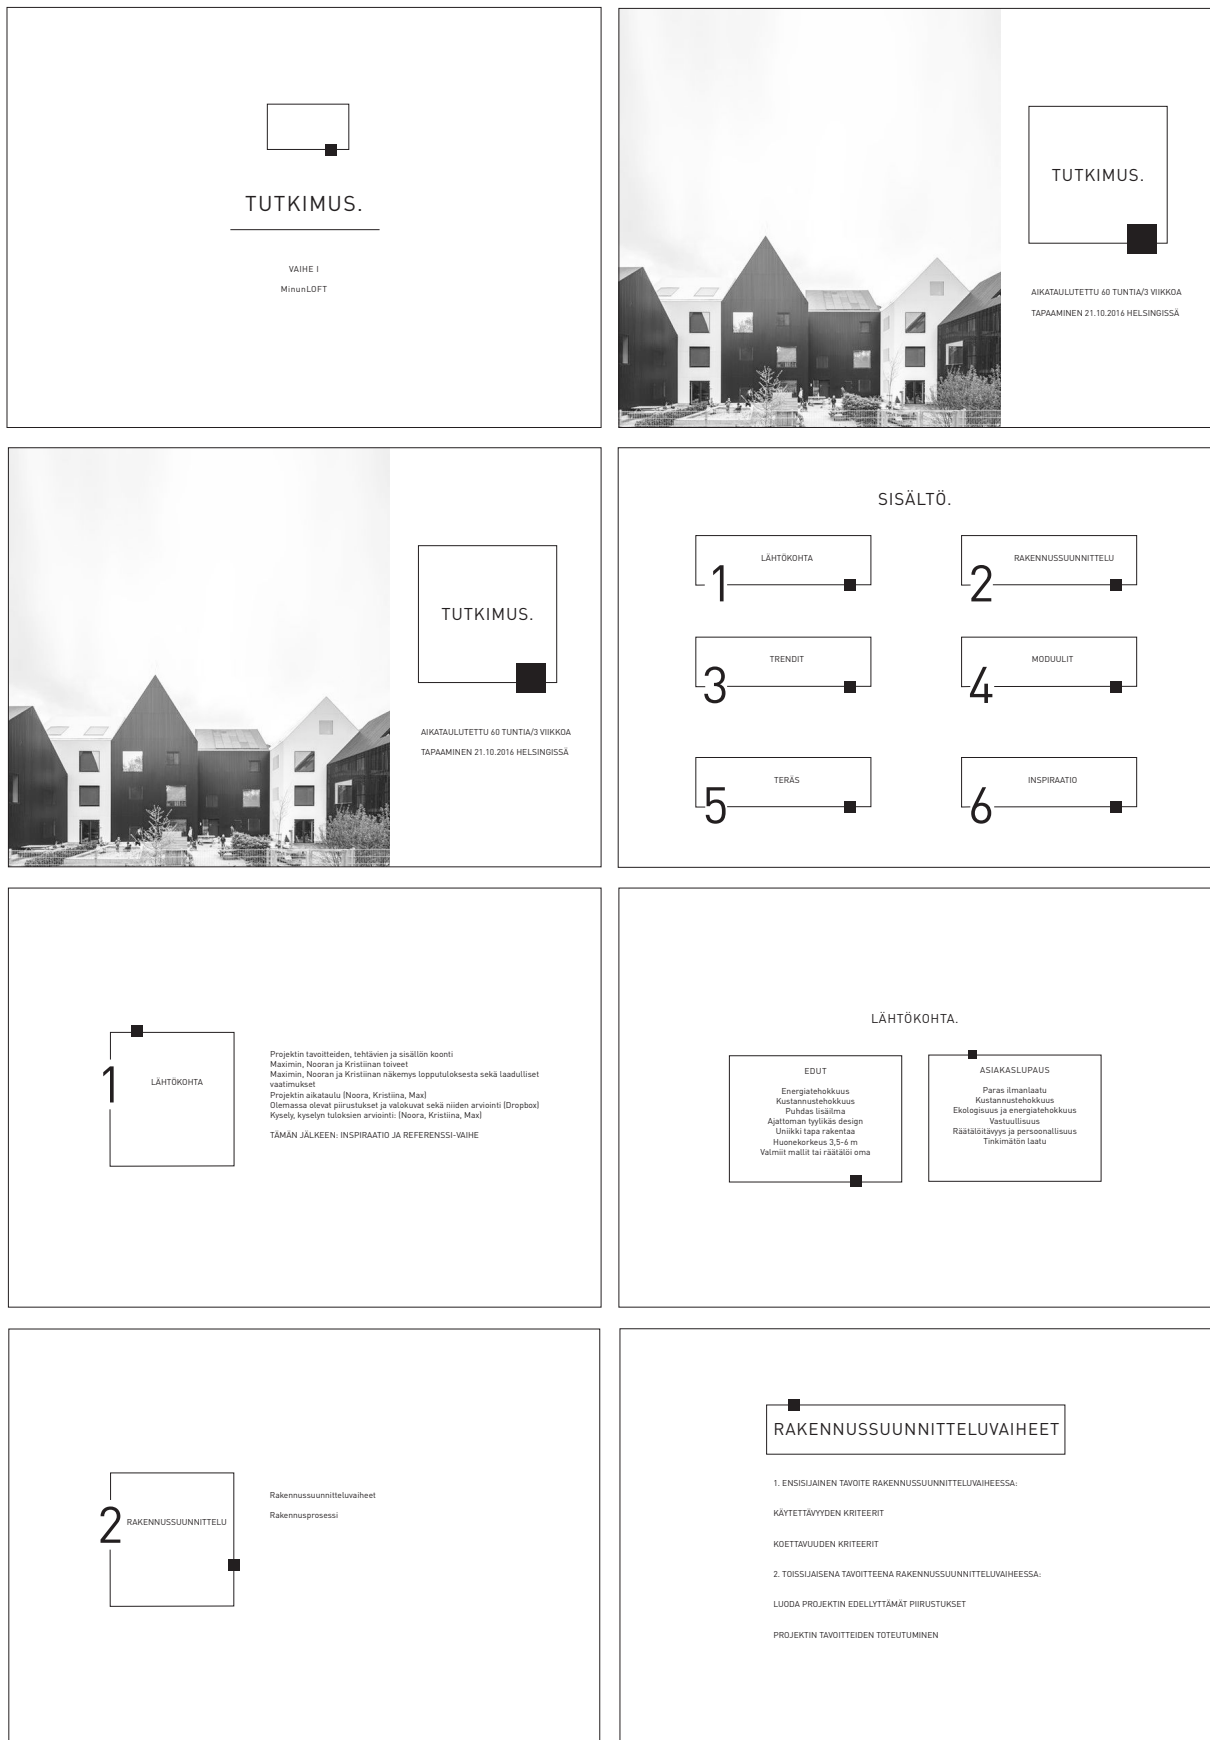 TUTKIMUS.
VAIHE I
MinunLOFT
TUTKIMUS.
AIKATAULUTETTU 60 TUNTIA/3 VIIKKOA
TAPAAMINEN 21.10.2016 HELSINGISSÄ
TUTKIMUS.
AIKATAULUTETTU 60 TUNTIA/3 VIIKKOA
TAPAAMINEN 21.10.2016 HELSINGISSÄ
SISÄLTÖ.
1
LÄHTÖKOHTA
2
RAKENNUSSUUNNITTELU
3
TRENDIT
4
MODUULIT
5
TERÄS
6
INSPIRAATIO
1
LÄHTÖKOHTA
Projektin tavoitteiden, tehtävien ja sisällön koonti
Maximin, Nooran ja Kristiinan toiveet
Maximin, Nooran ja Kristiinan näkemys lopputuloksesta sekä laadulliset
vaatimukset
Projektin aikataulu (Noora, Kristiina, Max)
Olemassa olevat piirustukset ja valokuvat sekä niiden arviointi (Dropbox)
Kysely, kyselyn tuloksien arviointi: (Noora, Kristiina, Max)
TÄMÄN JÄLKEEN: INSPIRAATIO JA REFERENSSI-VAIHE
LÄHTÖKOHTA.
EDUT
Energiatehokkuus
Kustannustehokkuus
Puhdas lisäilma
Ajattoman tyylikäs design
Uniikki tapa rakentaa
Huonekorkeus 3,5-6 m
Valmiit mallit tai räätälöi oma
ASIAKASLUPAUS
Paras ilmanlaatu
Kustannustehokkuus
Ekologisuus ja energiatehokkuus
Vastuullisuus
Räätälöitävyys ja persoonallisuus
Tinkimätön laatu
2
RAKENNUSSUUNNITTELU
Rakennussuunnitteluvaiheet
Rakennusprosessi
RAKENNUSSUUNNITTELUVAIHEET
1. ENSISIJAINEN TAVOITE RAKENNUSSUUNNITTELUVAIHEESSA:
KÄYTETTÄVYYDEN KRITEERIT
KOETTAVUUDEN KRITEERIT
2. TOISSIJAISENA TAVOITTEENA RAKENNUSSUUNNITTELUVAIHEESSA:
LUODA PROJEKTIN EDELLYTTÄMÄT PIIRUSTUKSET
PROJEKTIN TAVOITTEIDEN TOTEUTUMINEN